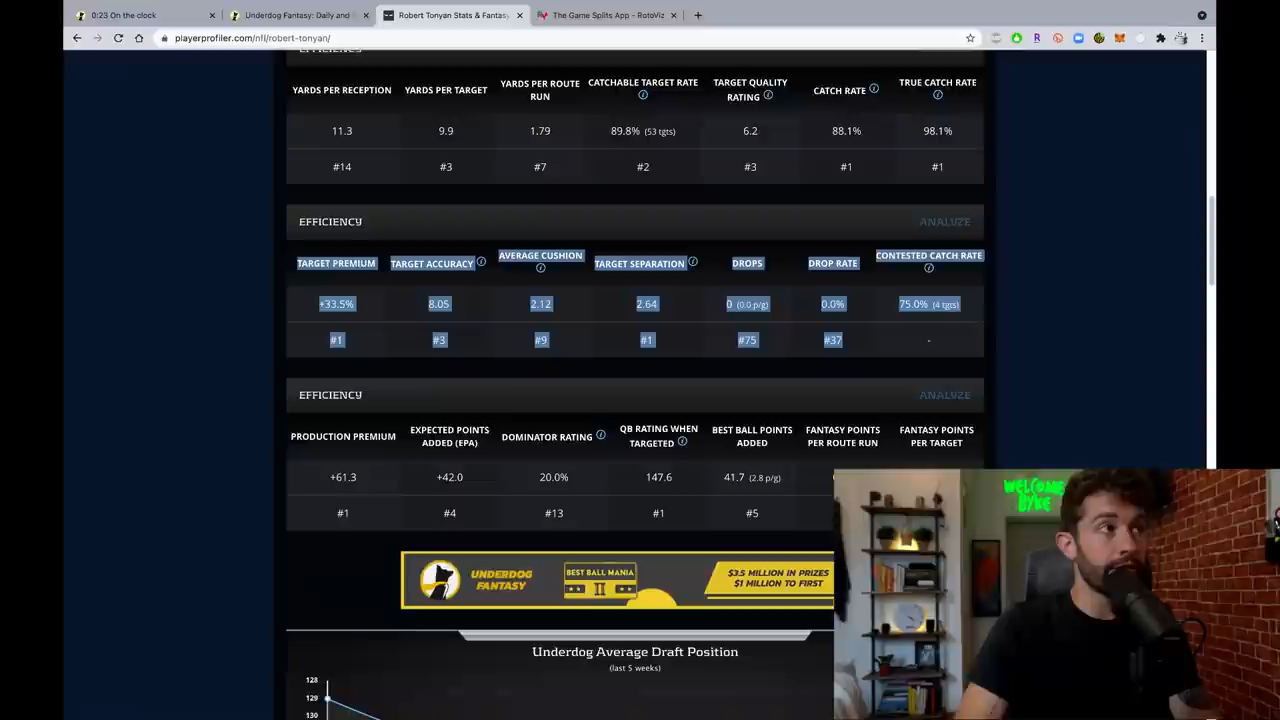 0:23 On the clock
Underdog Fantasy: Daily and
Robert Tonyan Stats & Fantasy
The Game Splits App - RotoViz
playerprofiler.com/nfl/robert-tonyan/
EFFICIENCY
YARDS PER RECEPTION YARDS PER TARGET YARDS PER ROUTE RUN CATCHABLE TARGET RATE TARGET QUALITY RATING CATCH RATE TRUE CATCH RATE
11.3 9.9 1.79 89.8% (53 tgts) 6.2 88.1% 98.1%
#14 #3 #7 #2 #3 #1 #1
EFFICIENCY ANALYZE
TARGET PREMIUM TARGET ACCURACY AVERAGE CUSHION TARGET SEPARATION DROPS DROP RATE CONTESTED CATCH RATE
+33.5% 8.05 2.12 2.64 0 (0.0 p/g) 0.0% 75.0% (4 tgts)
#1 #3 #9 #1 #75 #37 -
EFFICIENCY ANALYZE
PRODUCTION PREMIUM EXPECTED POINTS ADDED (EPA) DOMINATOR RATING QB RATING WHEN TARGETED BEST BALL POINTS ADDED FANTASY POINTS PER ROUTE RUN FANTASY POINTS PER TARGET
+61.3 +42.0 20.0% 147.6 41.7 (2.8 p/g)
#1 #4 #13 #1 #5
UNDERDOG FANTASY
BEST BALL MANIA II
$3.5 MILLION IN PRIZES
$1 MILLION TO FIRST
WELCOME
Underdog Average Draft Position
(last 5 weeks)
128
129
130